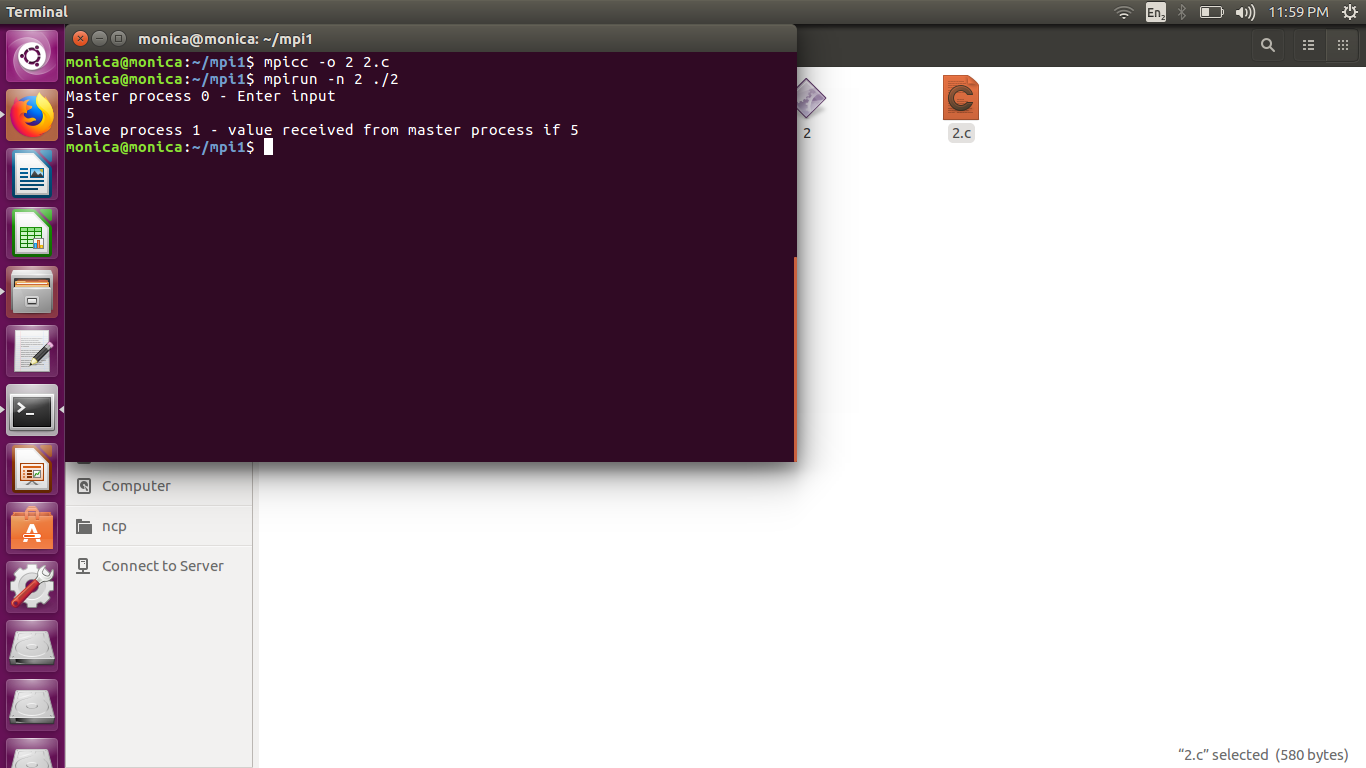 Terminal
En2
11:59 PM
monica@monica: ~/mpi1
monica@monica:~/mpi1$ mpicc -o 2 2.c
monica@monica:~/mpi1$ mpirun -n 2 ./2
Master process 0 - Enter input
5
slave process 1 - value received from master process if 5
monica@monica:~/mpi1$
2
2.c
Computer
ncp
Connect to Server
“2.c” selected (580 bytes)